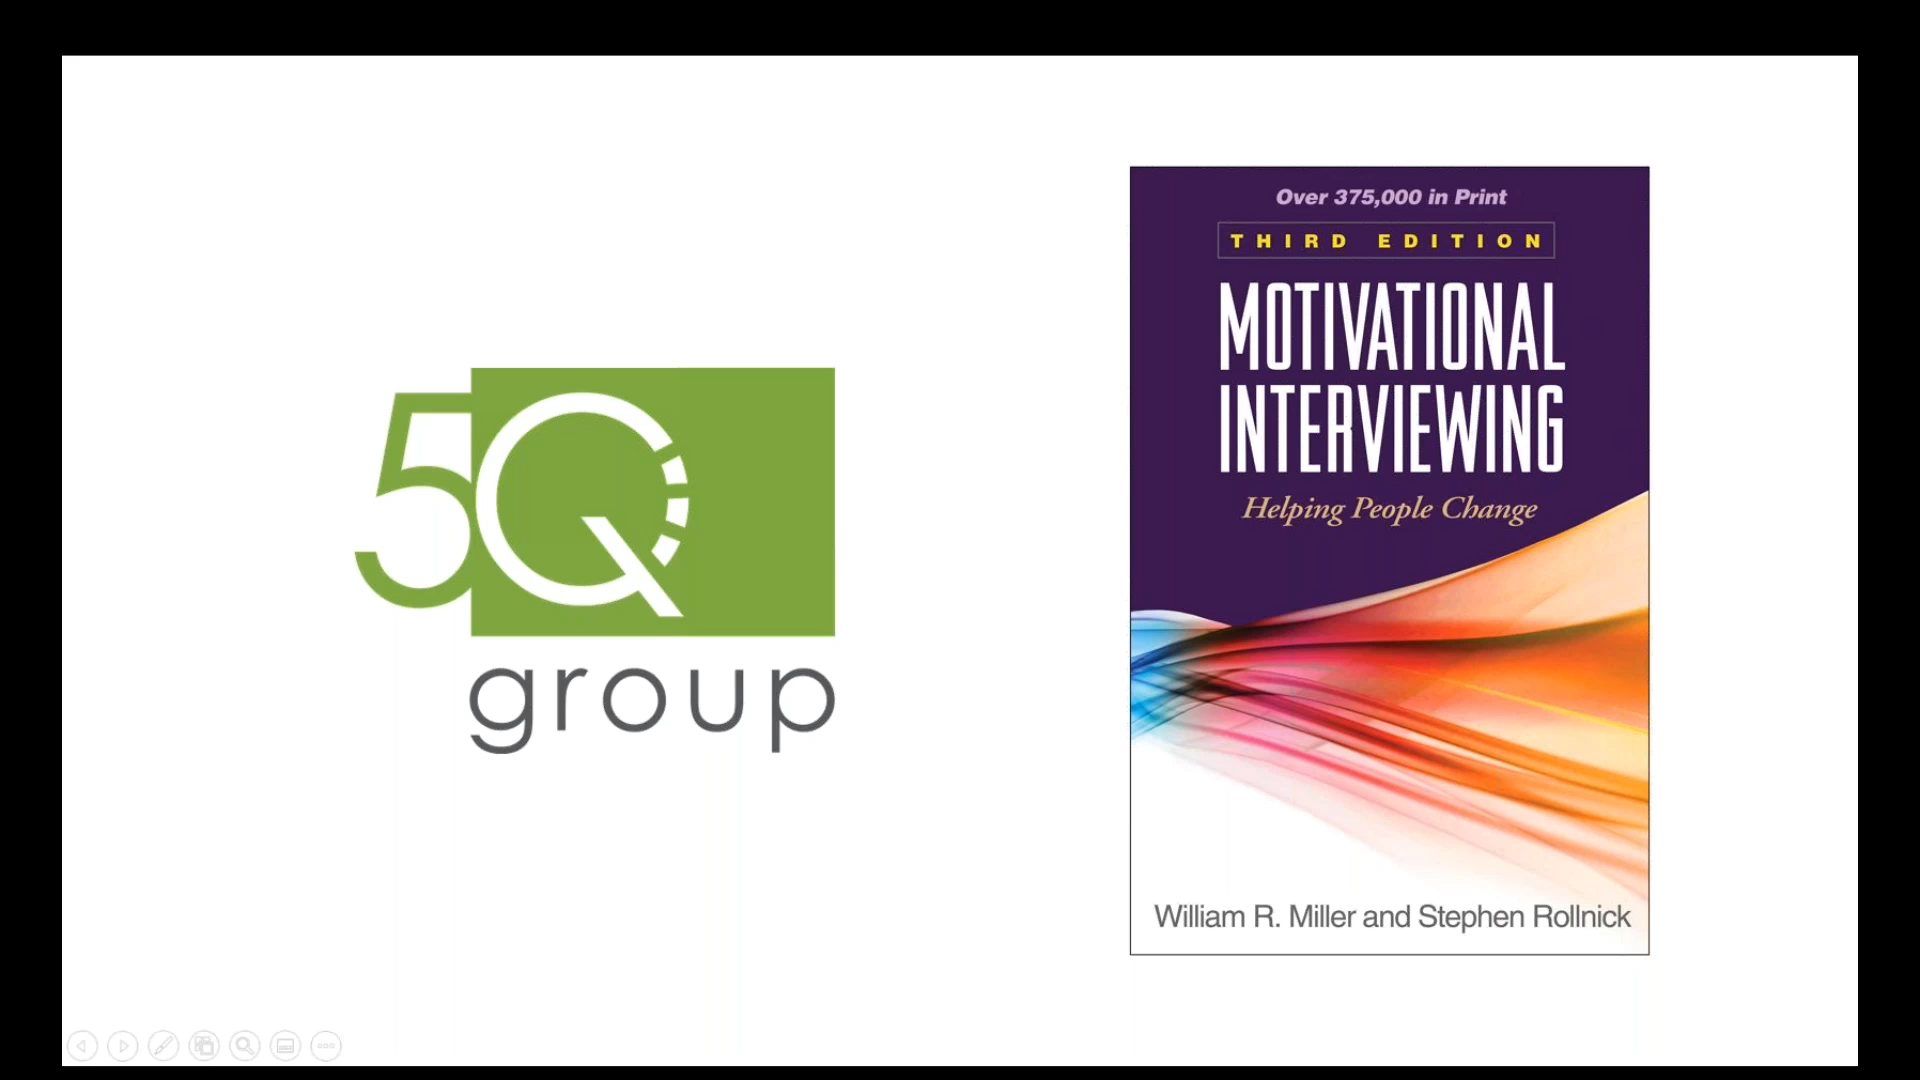 5Q
group
Over 375,000 in Print
THIRD EDITION
MOTIVATIONAL
INTERVIEWING
Helping People Change
William R. Miller and Stephen Rollnick